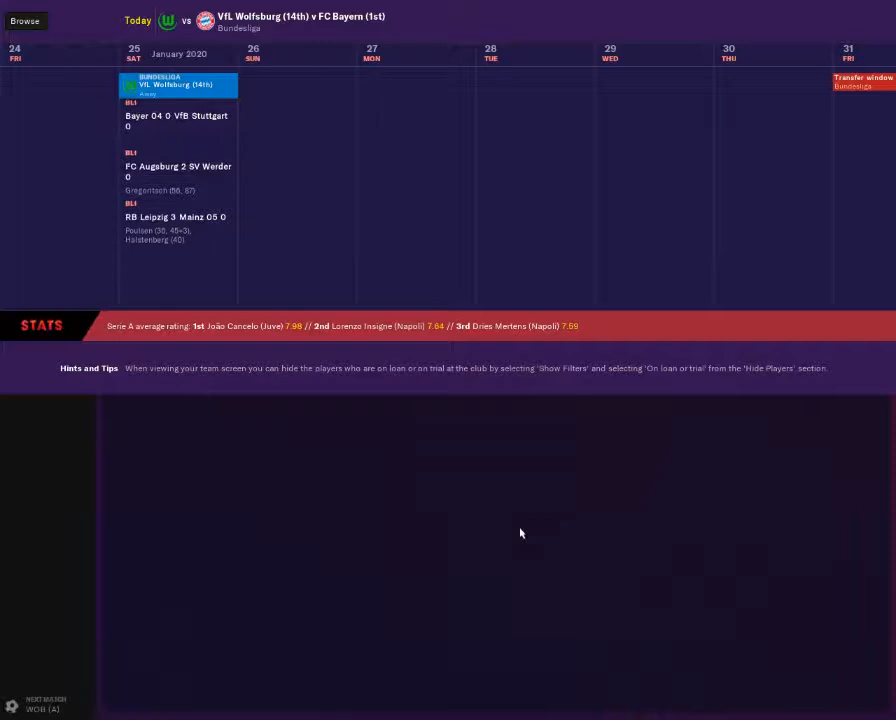 Browse
Today
vs
VfL Wolfsburg (14th) v FC Bayern (1st)
Bundesliga
24
FRI
25
SAT
January 2020
26
SUN
27
MON
28
TUE
29
WED
30
THU
31
FRI
BUNDESLIGA
VfL Wolfsburg (14th)
Away
Transfer window
Bundesliga
BL1
Bayer 04 0 VfB Stuttgart
0
BL1
FC Augsburg 2 SV Werder
0
Gregoritsch (56, 87)
BL1
RB Leipzig 3 Mainz 05 0
Poulsen (36, 45+3),
Halstenberg (40)
STATS
Serie A average rating: 1st João Cancelo (Juve) 7.98 // 2nd Lorenzo Insigne (Napoli) 7.64 // 3rd Dries Mertens (Napoli) 7.59
Hints and Tips
When viewing your team screen you can hide the players who are on loan or on trial at the club by selecting 'Show Filters' and selecting 'On loan or trial' from the 'Hide Players' section.
NEXT MATCH
WOB (A)